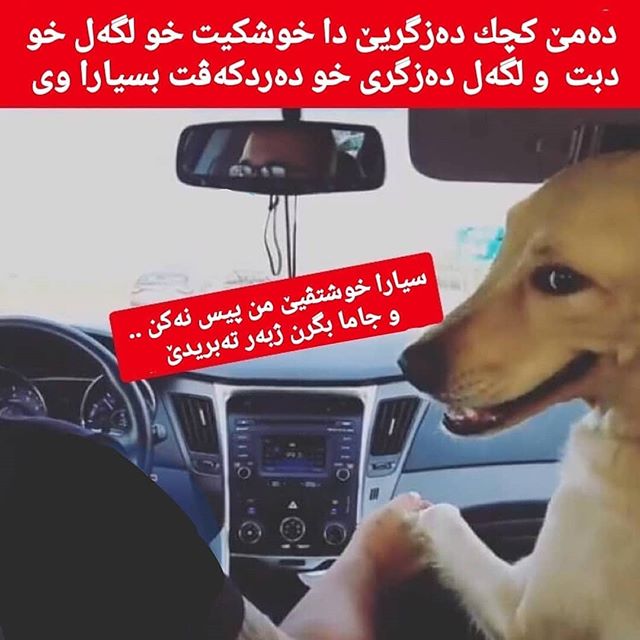 دەمێ کچك دەزگریێ دا خوشکیت خو لگەل خو
دبت و لگەل دەزگری خو دەردکەڤت بسیارا وی
سیارا خوشتڤیێ من پیس نەکن ..
و جاما بگرن ژبەر تەبریدێ